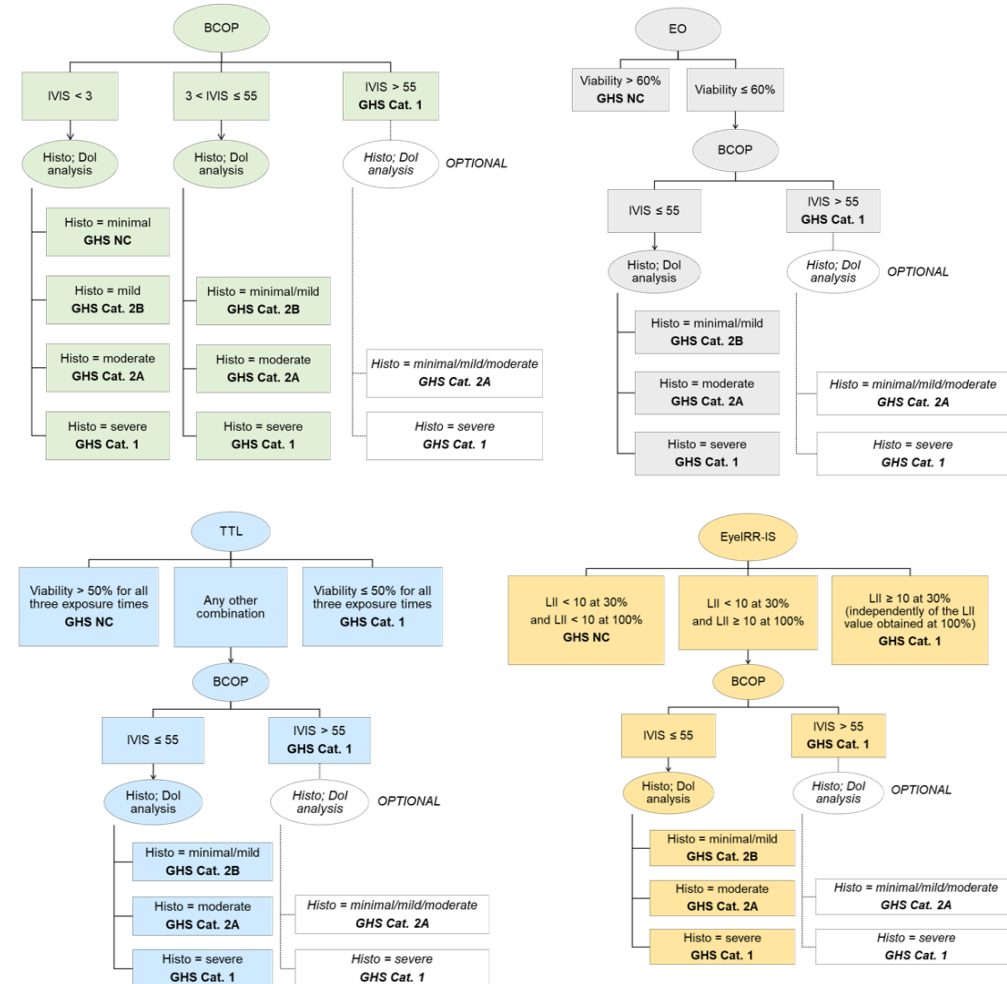 BCOP
IVIS < 3
3 < IVIS ≤ 55
IVIS > 55
GHS Cat. 1
Histo; DoI
analysis
Histo; DoI
analysis
Histo; DoI
analysis
OPTIONAL
Histo = minimal
GHS NC
Histo = mild
GHS Cat. 2B
Histo = minimal/mild
GHS Cat. 2B
Histo = moderate
GHS Cat. 2A
Histo = moderate
GHS Cat. 2A
Histo = minimal/mild/moderate
GHS Cat. 2A
Histo = severe
GHS Cat. 1
Histo = severe
GHS Cat. 1
Histo = severe
GHS Cat. 1
EO
Viability > 60%
GHS NC
Viability ≤ 60%
BCOP
IVIS ≤ 55
IVIS > 55
GHS Cat. 1
Histo; DoI
analysis
Histo; DoI
analysis
OPTIONAL
Histo = minimal/mild
GHS Cat. 2B
Histo = moderate
GHS Cat. 2A
Histo = minimal/mild/moderate
GHS Cat. 2A
Histo = severe
GHS Cat. 1
Histo = severe
GHS Cat. 1
TTL
Viability > 50% for all
three exposure times
GHS NC
Any other
combination
Viability ≤ 50% for all
three exposure times
GHS Cat. 1
BCOP
IVIS ≤ 55
IVIS > 55
GHS Cat. 1
Histo; DoI
analysis
Histo; DoI
analysis
OPTIONAL
Histo = minimal/mild
GHS Cat. 2B
Histo = moderate
GHS Cat. 2A
Histo = minimal/mild/moderate
GHS Cat. 2A
Histo = severe
GHS Cat. 1
Histo = severe
GHS Cat. 1
EyeIRR-IS
LII < 10 at 30%
and LII < 10 at 100%
GHS NC
LII < 10 at 30%
and LII ≥ 10 at 100%
LII ≥ 10 at 30%
(independently of the LII
value obtained at 100%)
GHS Cat. 1
BCOP
IVIS ≤ 55
IVIS > 55
GHS Cat. 1
Histo; DoI
analysis
Histo; DoI
analysis
OPTIONAL
Histo = minimal/mild
GHS Cat. 2B
Histo = moderate
GHS Cat. 2A
Histo = minimal/mild/moderate
GHS Cat. 2A
Histo = severe
GHS Cat. 1
Histo = severe
GHS Cat. 1